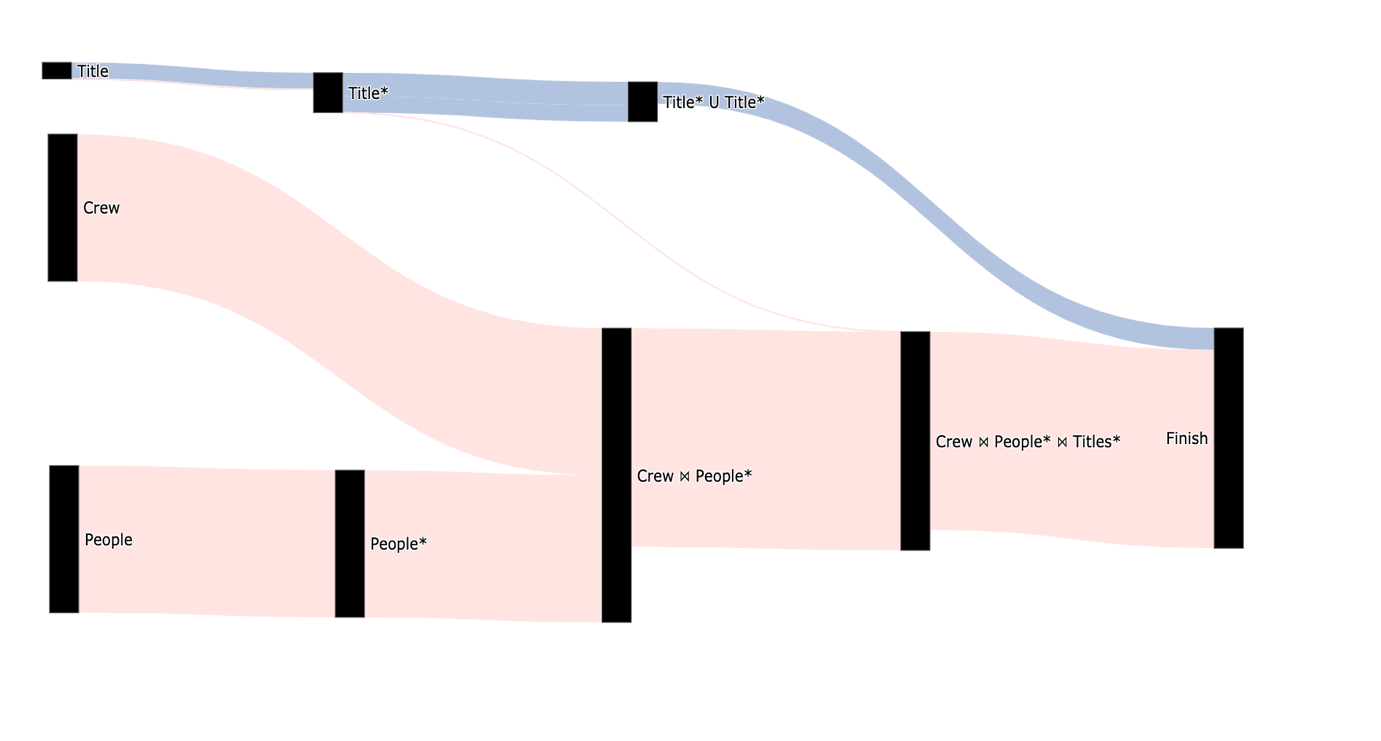 Title
Title*
Title* U Title*
Crew
Crew ⋈ People*
Crew ⋈ People* ⋈ Titles*
Finish
People
People*